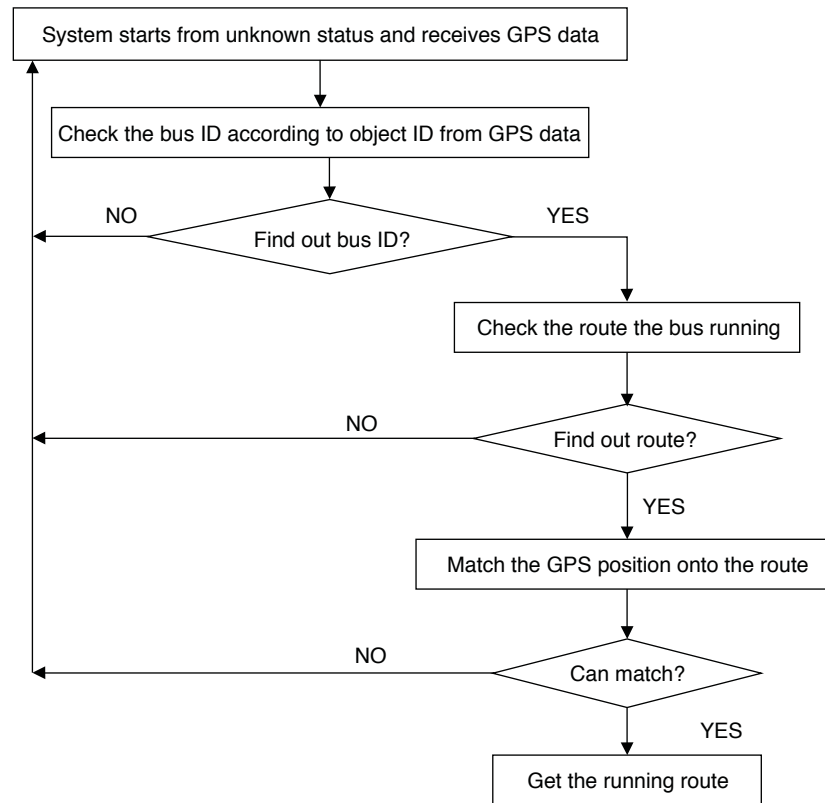 System starts from unknown status and receives GPS data
Check the bus ID according to object ID from GPS data
NO
YES
Find out bus ID?
Check the route the bus running
NO
Find out route?
YES
Match the GPS position onto the route
NO
Can match?
YES
Get the running route